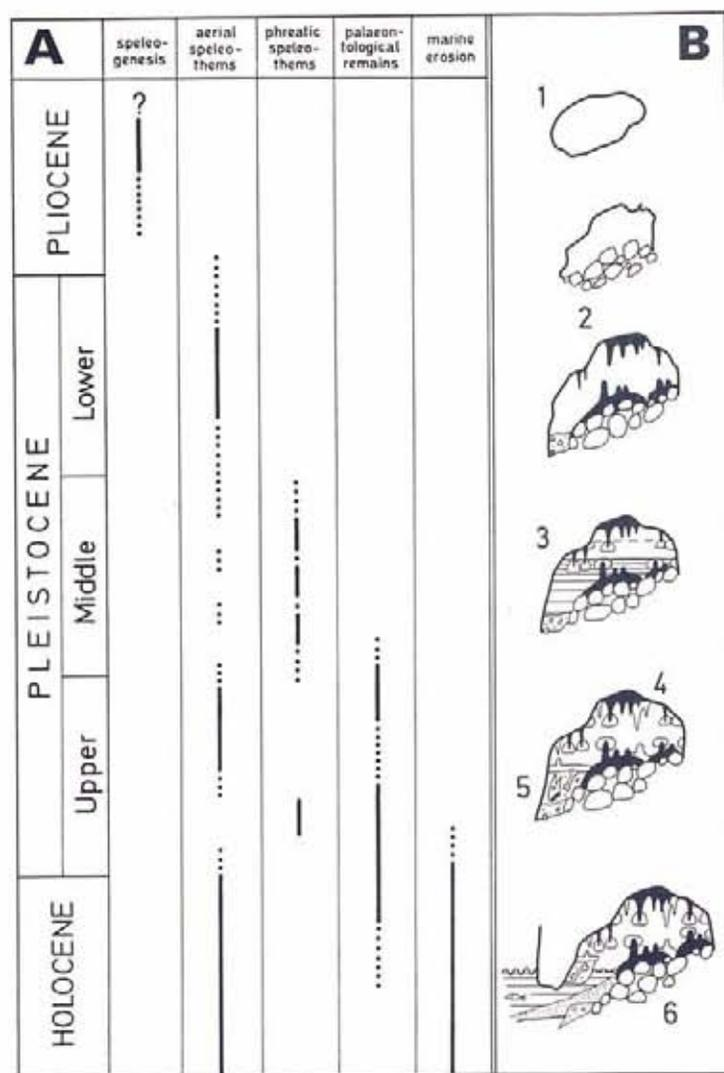 A
speleo-
genesis
aerial
speleo-
thems
phreatic
speleo-
thems
palaeon-
tological
remains
marine
erosion
B
PLIOCENE
?
PLEISTOCENE
Lower
Middle
Upper
HOLOCENE
1
2
3
4
5
6